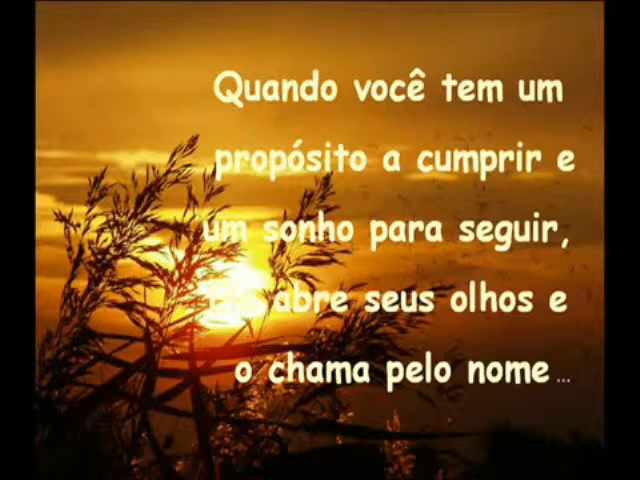 Quando você tem um
propósito a cumprir e
um sonho para seguir,
abre seus olhos e
o chama pelo nome ...